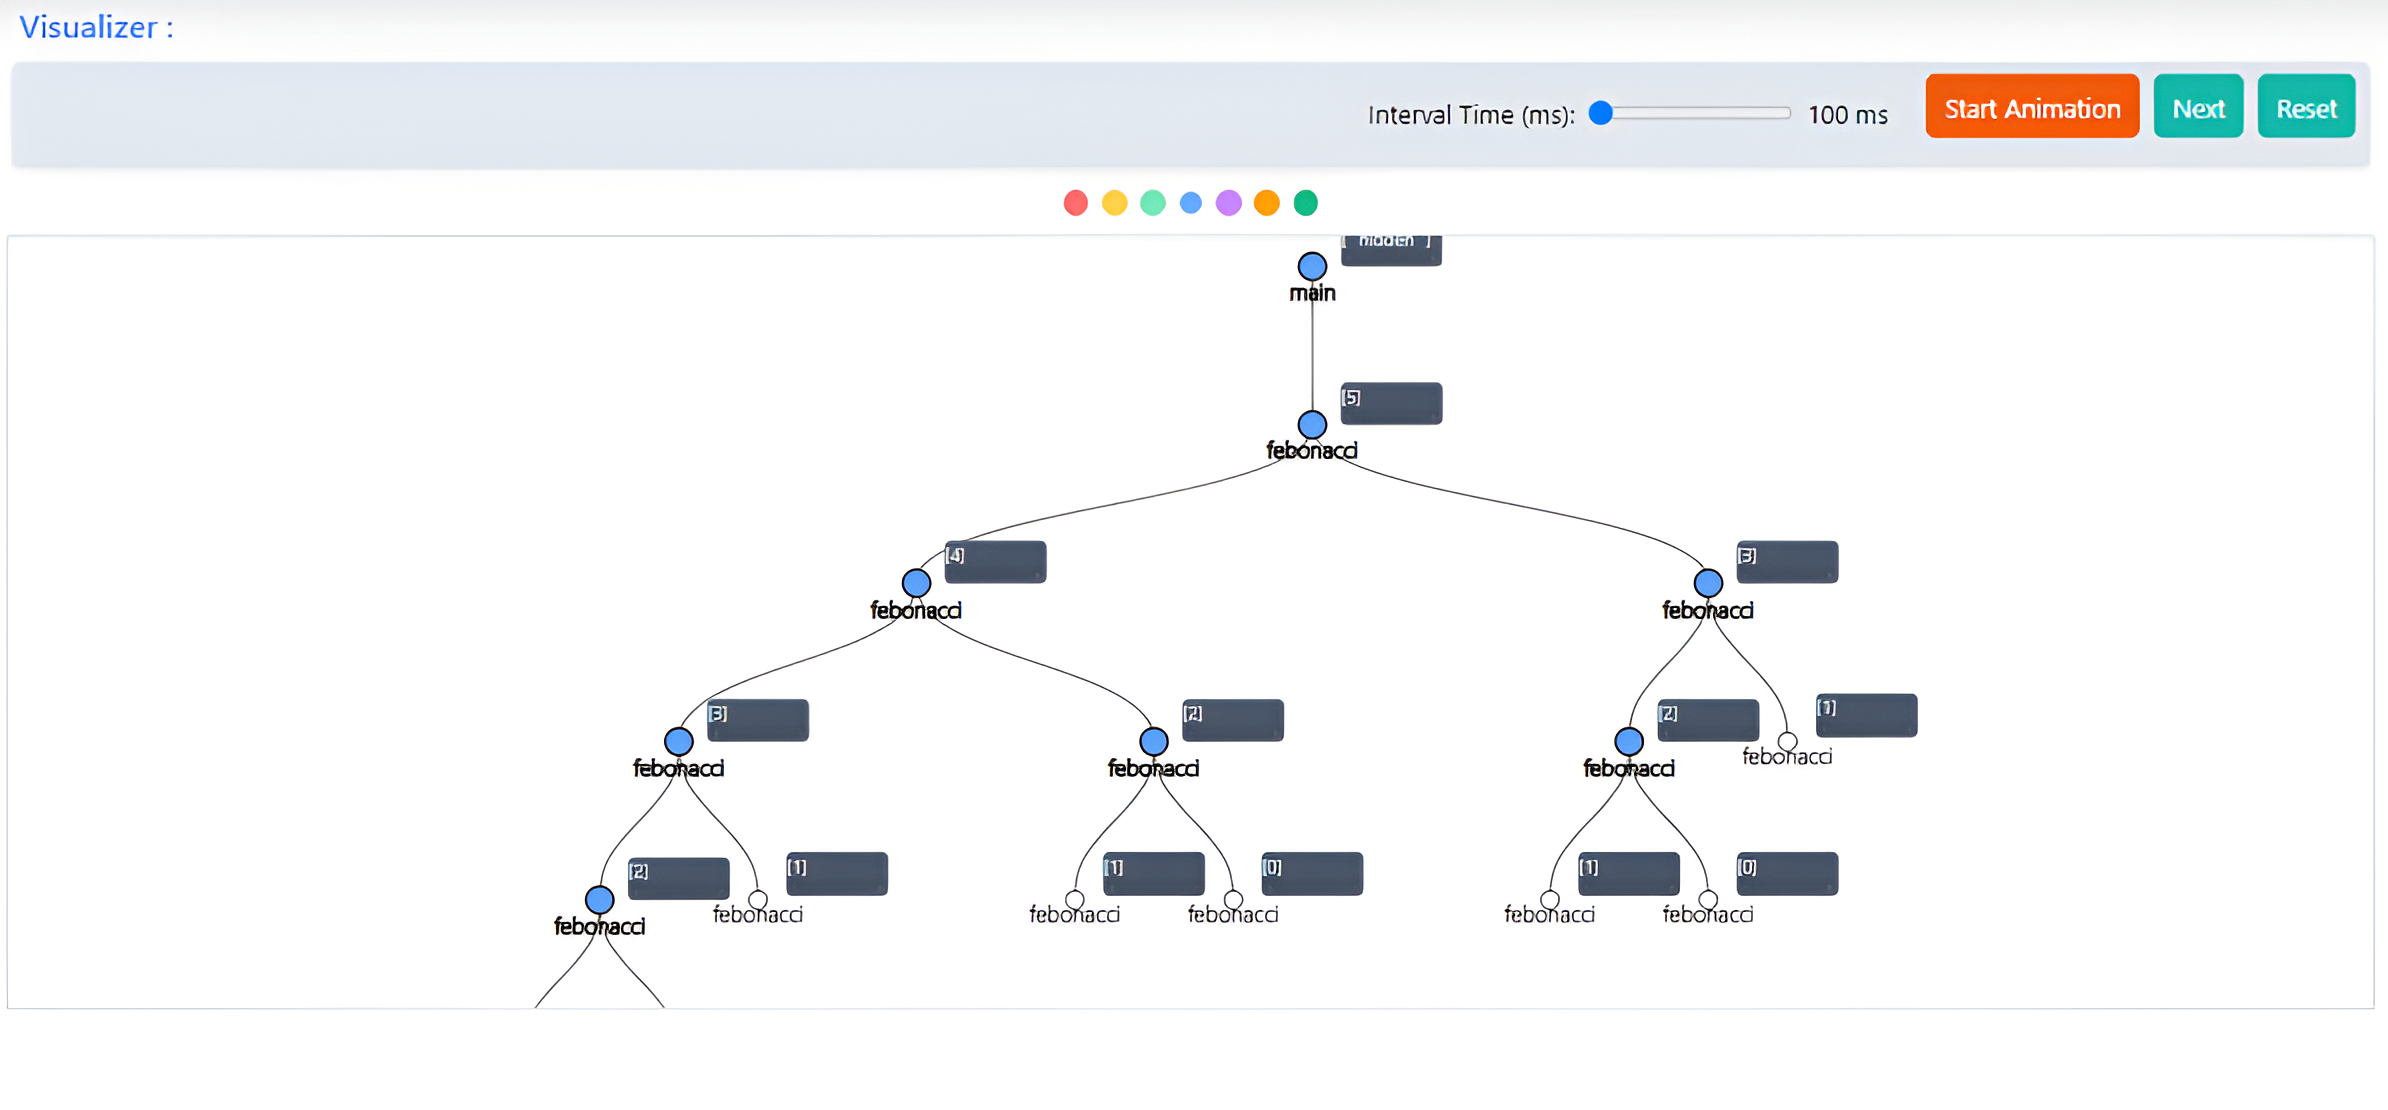 Visualizer :
Interval Time (ms): 100 ms Start Animation Next Reset
[ "hidden" ]
main
[5]
febonacci
[4] [3]
febonacci febonacci
[3] [2] [2] [1]
febonacci febonacci febonacci febonacci
[2] [1] [1] [0] [1] [0]
febonacci febonacci febonacci febonacci febonacci febonacci